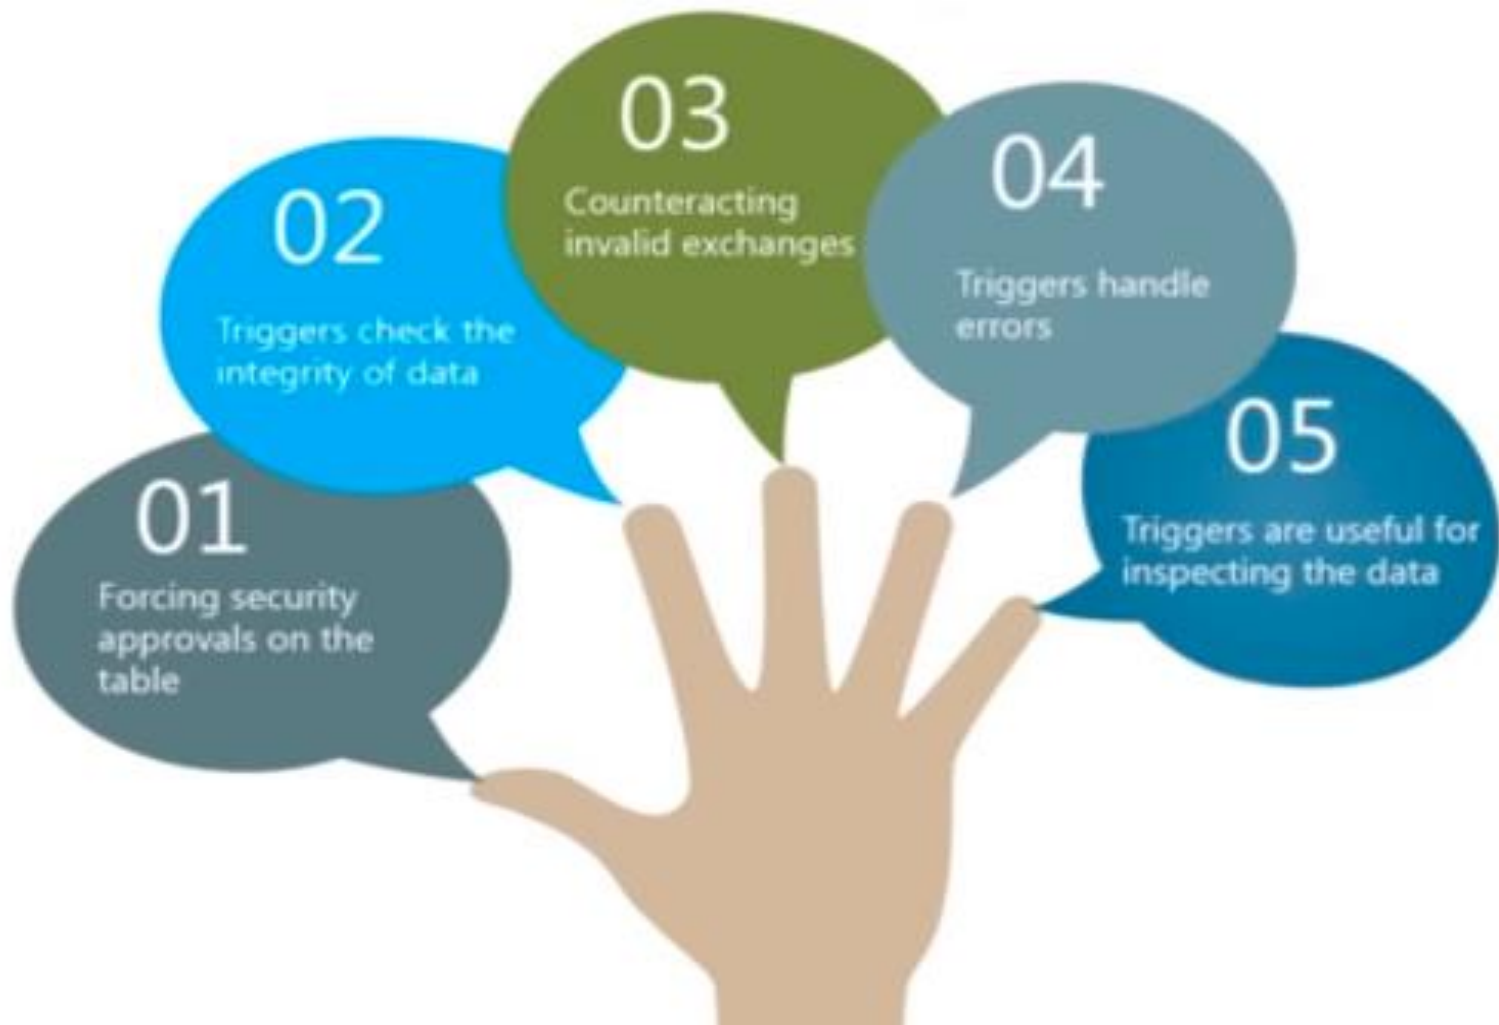 01
Forcing security
approvals on the
table
02
Triggers check the
integrity of data
03
Counteracting
invalid exchanges
04
Triggers handle
errors
05
Triggers are useful for
inspecting the data